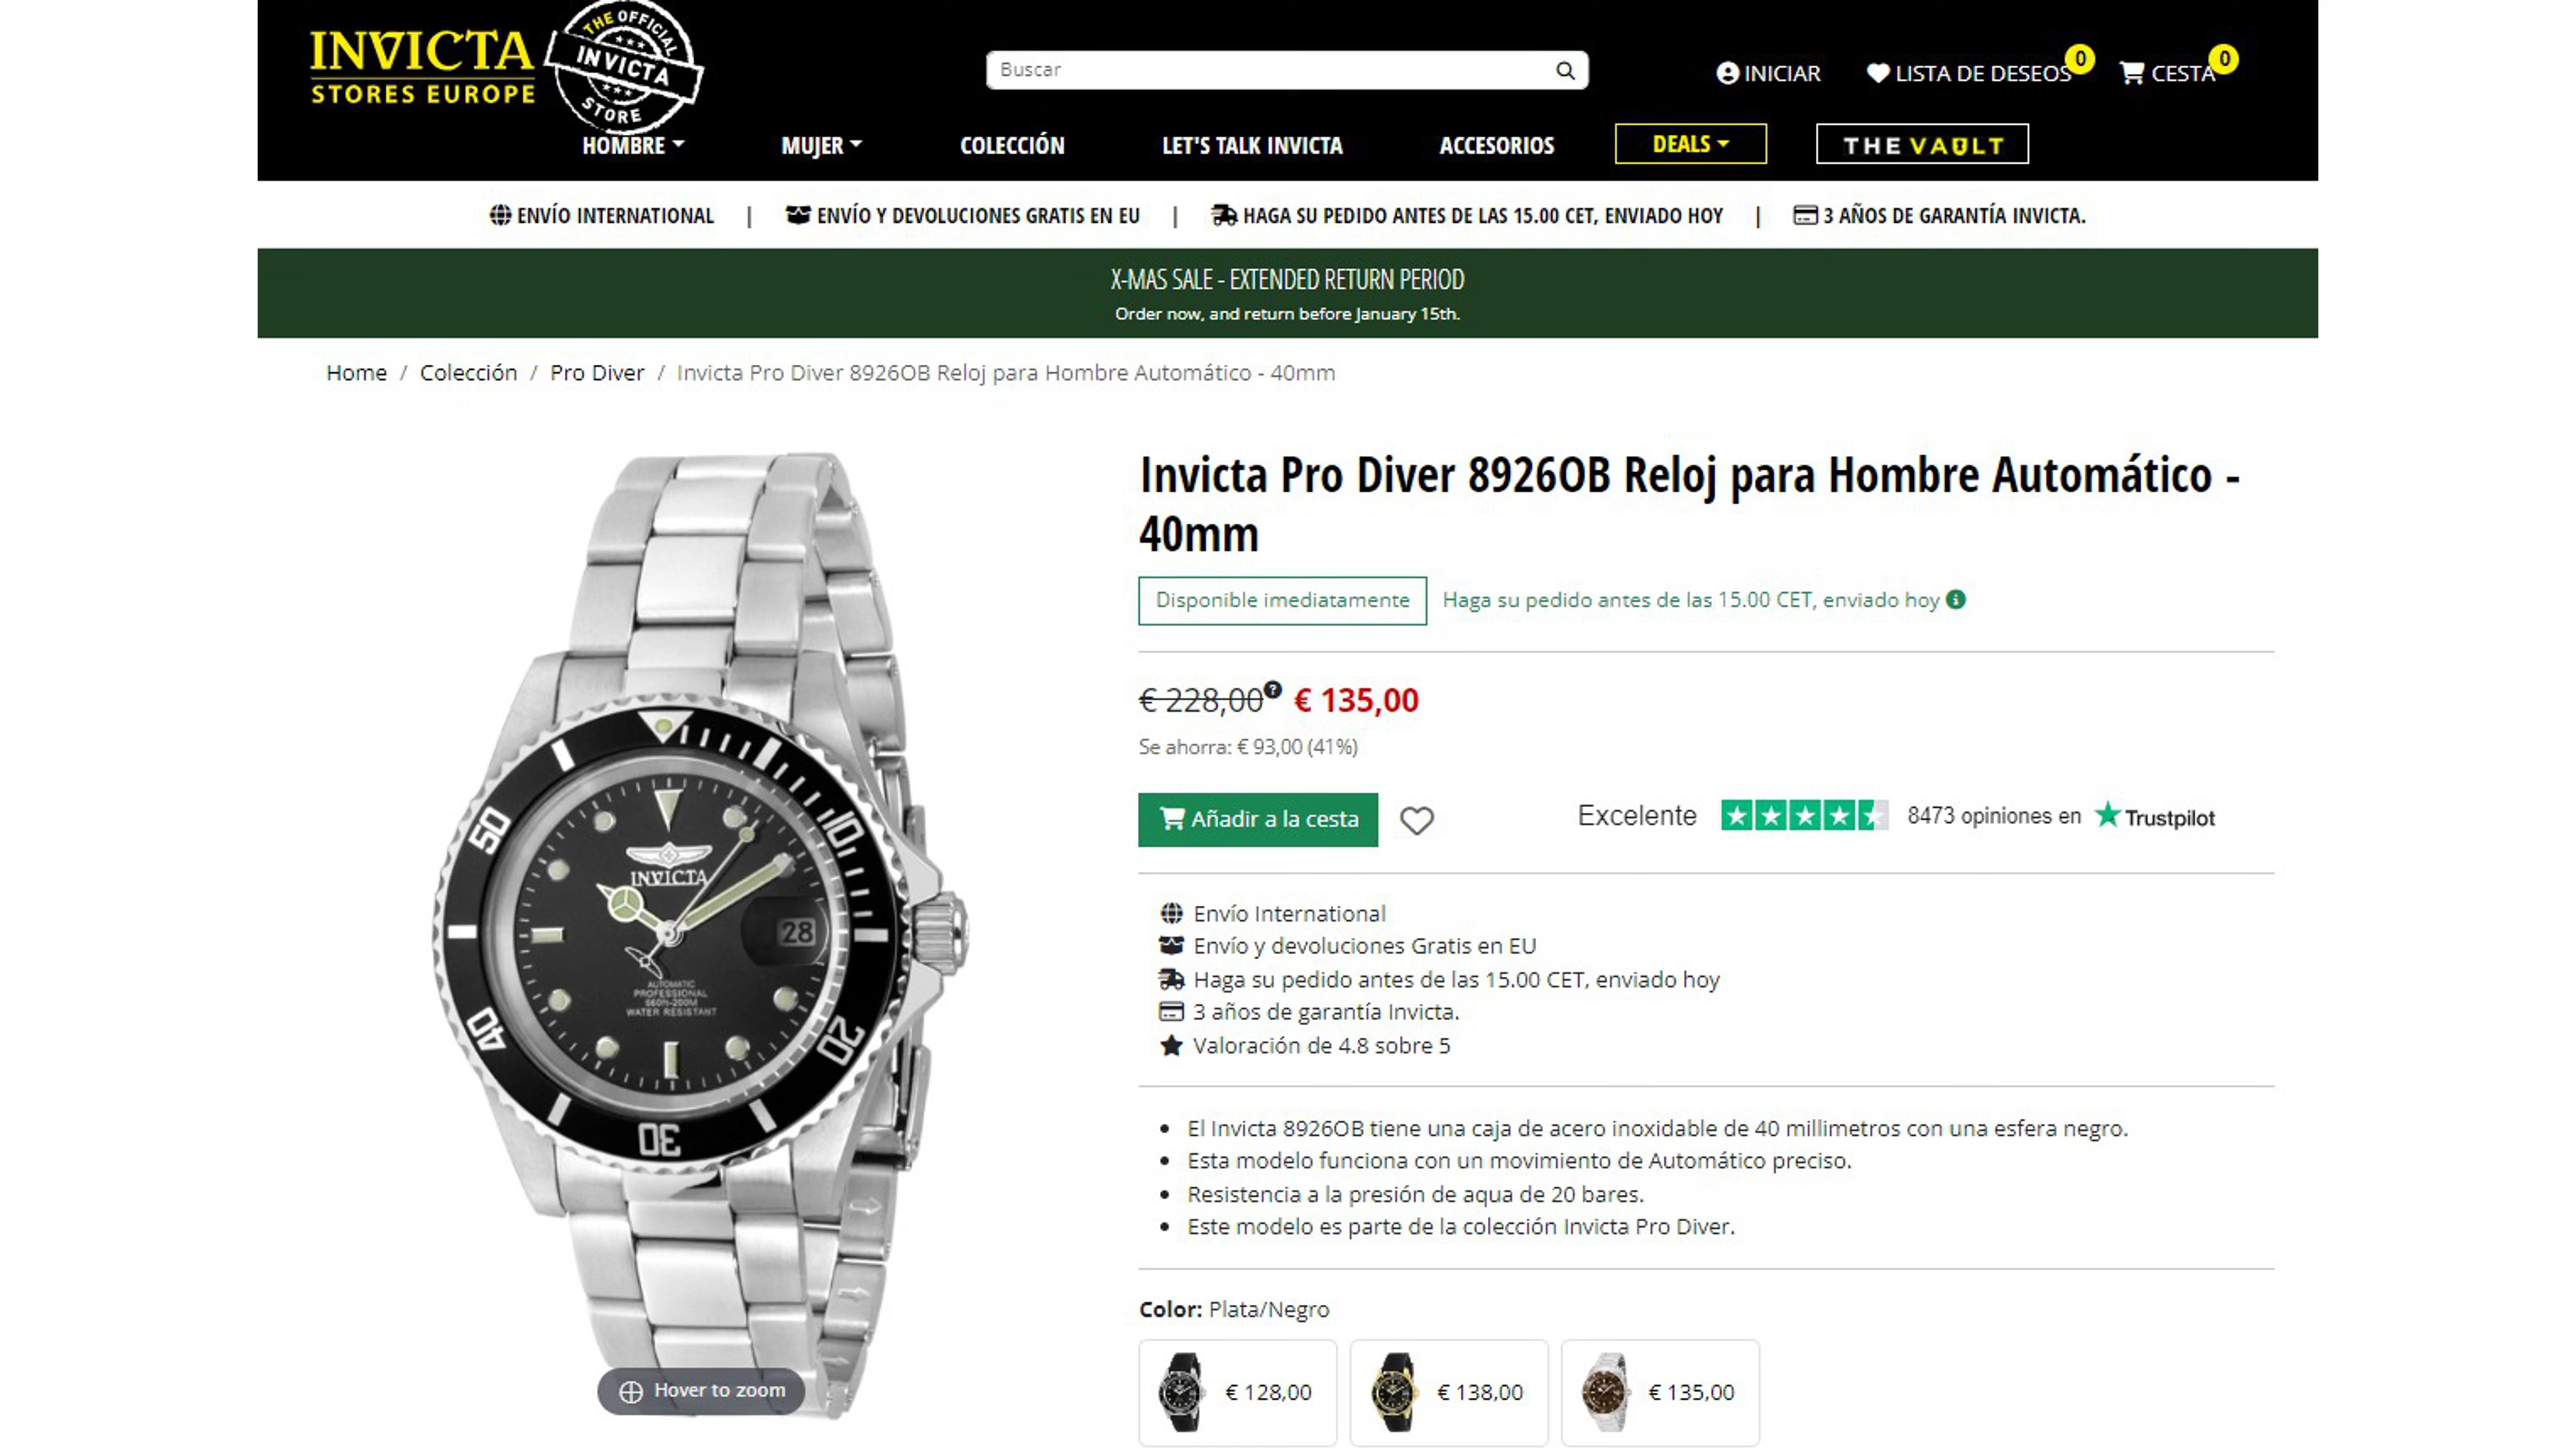 INVICTA
STORES EUROPE
THE OFFICIAL
INVICTA
STORE
Buscar
INICIAR
LISTA DE DESEOS
0
CESTA
0
HOMBRE
MUJER
COLECCIÓN
LET'S TALK INVICTA
ACCESORIOS
DEALS
THE VAULT
ENVÍO INTERNATIONAL | ENVÍO Y DEVOLUCIONES GRATIS EN EU | HAGA SU PEDIDO ANTES DE LAS 15.00 CET, ENVIADO HOY | 3 AÑOS DE GARANTÍA INVICTA.
X-MAS SALE - EXTENDED RETURN PERIOD
Order now, and return before January 15th.
Home / Colección / Pro Diver / Invicta Pro Diver 8926OB Reloj para Hombre Automático - 40mm
50
10
INVICTA
28
AUTOMATIC
PROFESSIONAL
660ft-200M
WATER RESISTANT
40
20
30
Hover to zoom
Invicta Pro Diver 8926OB Reloj para Hombre Automático -
40mm
Disponible imediatamente
Haga su pedido antes de las 15.00 CET, enviado hoy
€ 228,00 € 135,00
Se ahorra: € 93,00 (41%)
Añadir a la cesta
Excelente
8473 opiniones en Trustpilot
Envío International
Envío y devoluciones Gratis en EU
Haga su pedido antes de las 15.00 CET, enviado hoy
3 años de garantía Invicta.
Valoración de 4.8 sobre 5
• El Invicta 8926OB tiene una caja de acero inoxidable de 40 millimetros con una esfera negro.
• Esta modelo funciona con un movimiento de Automático preciso.
• Resistencia a la presión de aqua de 20 bares.
• Este modelo es parte de la colección Invicta Pro Diver.
Color: Plata/Negro
€ 128,00
€ 138,00
€ 135,00